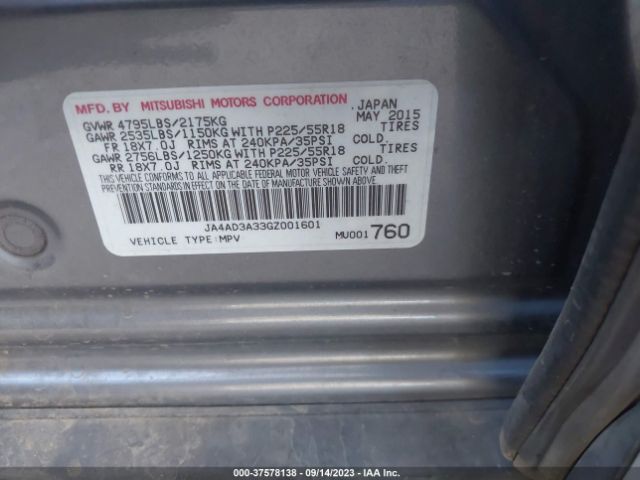 MFD. BY MITSUBISHI MOTORS CORPORATION. JAPAN
GVWR 4795LBS/2175KG MAY 2015
GAWR 2535LBS/1150KG WITH P225/55R18 TIRES
FR 18X7.0J RIMS AT 240KPA/35PSI COLD.
GAWR 2756LBS/1250KG WITH P225/55R18 TIRES
RR 18X7.0J RIMS AT 240KPA/35PSI COLD.
THIS VEHICLE CONFORMS TO ALL APPLICABLE
FEDERAL MOTOR VEHICLE SAFETY AND THEFT
PREVENTION STANDARDS IN EFFECT ON THE
DATE OF MANUFACTURE SHOWN ABOVE.
JA4AD3A33GZ001601
VEHICLE TYPE:MPV MU001 760
000-37578138 - 09/14/2023 - IAA Inc.